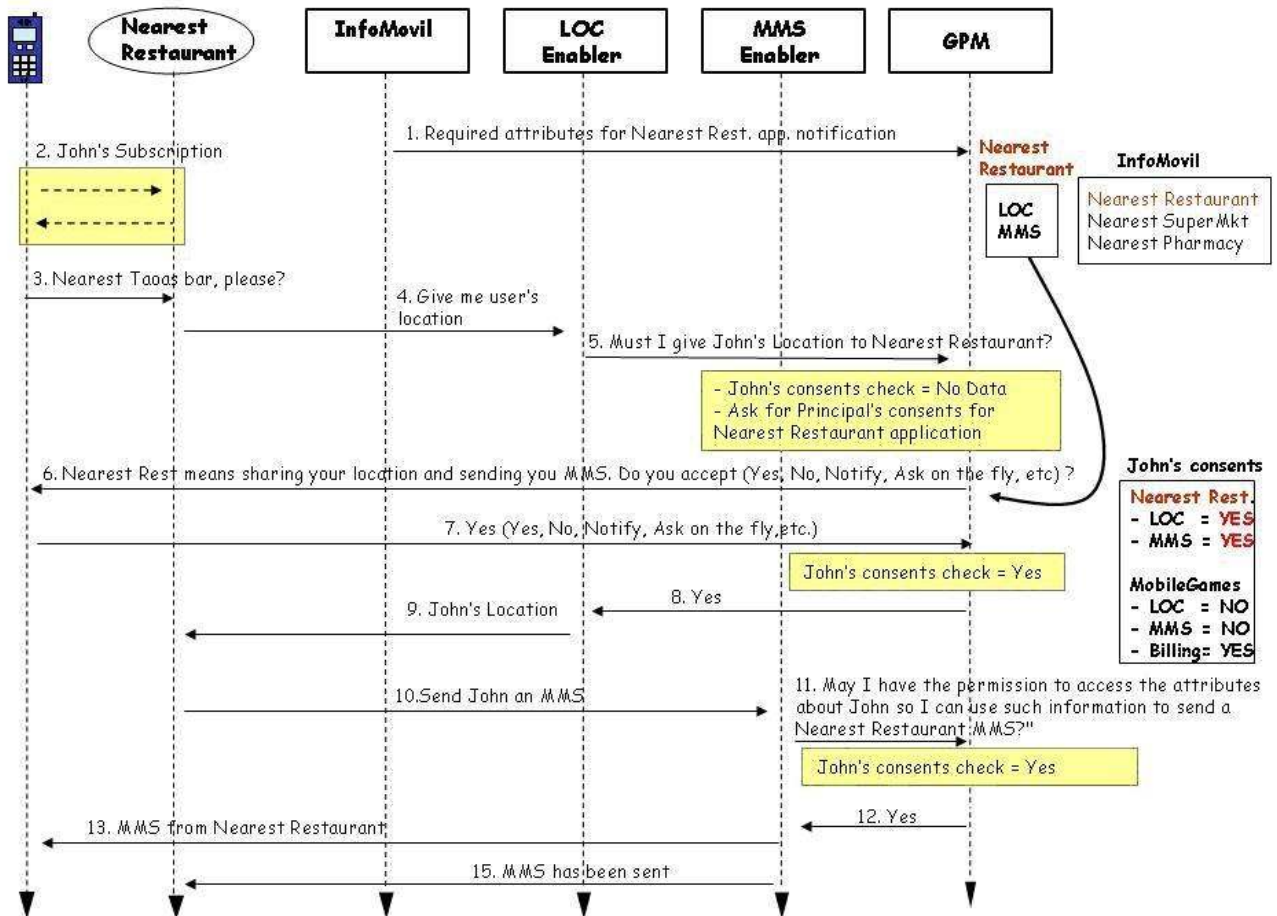 Nearest
Restaurant
InfoMovil
LOC
Enabler
MMS
Enabler
GPM
1. Required attributes for Nearest Rest. app. notification
2. John's Subscription
Nearest
Restaurant
LOC
MMS
InfoMovil
Nearest Restaurant
Nearest SuperMkt
Nearest Pharmacy
3. Nearest Taoas bar, please?
4. Give me user's
location
5. Must I give John's Location to Nearest Restaurant?
- John's consents check = No Data
- Ask for Principal's consents for
Nearest Restaurant application
6. Nearest Rest means sharing your location and sending you MMS. Do you accept (Yes, No, Notify, Ask on the fly, etc) ?
John's consents
Nearest Rest.
- LOC = YES
- MMS = YES
MobileGames
- LOC = NO
- MMS = NO
- Billing= YES
7. Yes (Yes, No, Notify, Ask on the fly,etc.)
John's consents check = Yes
8. Yes
9. John's Location
10.Send John an MMS
11. May I have the permission to access the attributes
about John so I can use such information to send a
Nearest Restaurant MMS?"
John's consents check = Yes
12. Yes
13. MMS from Nearest Restaurant
15. MMS has been sent